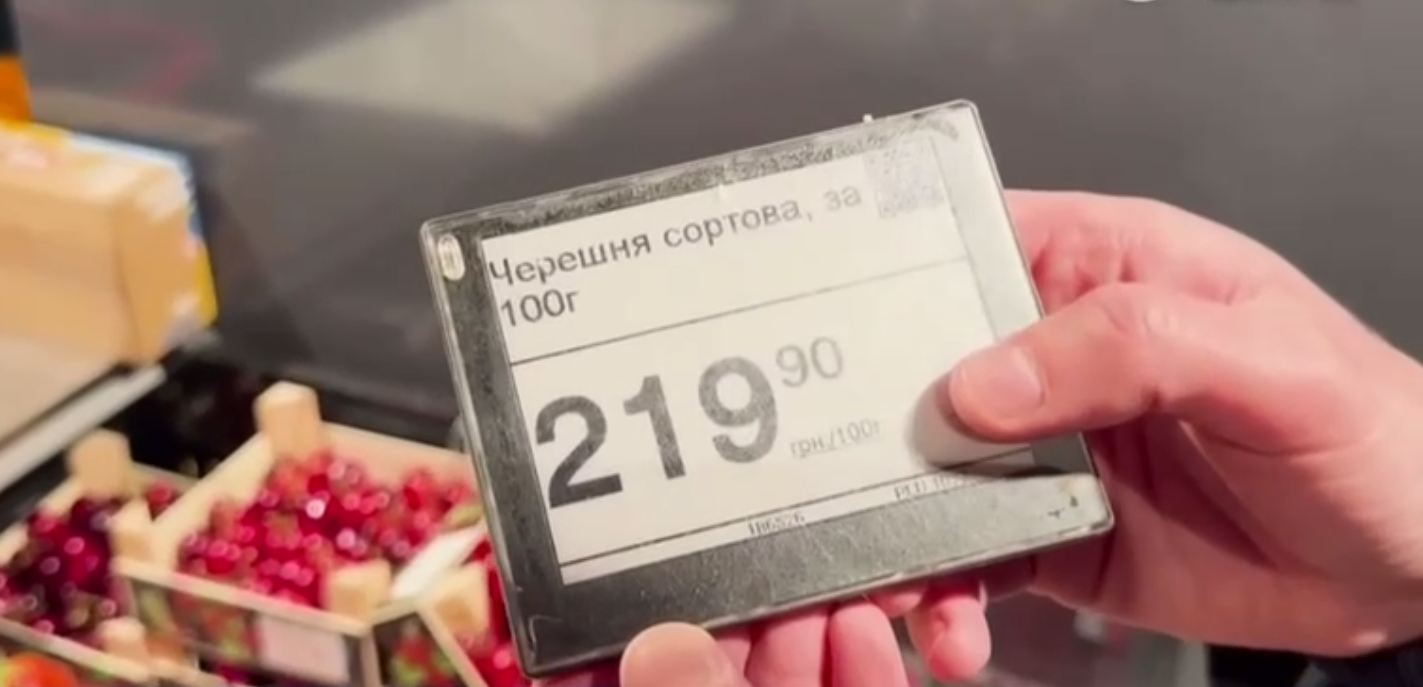 Черешня сортова, за
100г
219 90
грн./100г